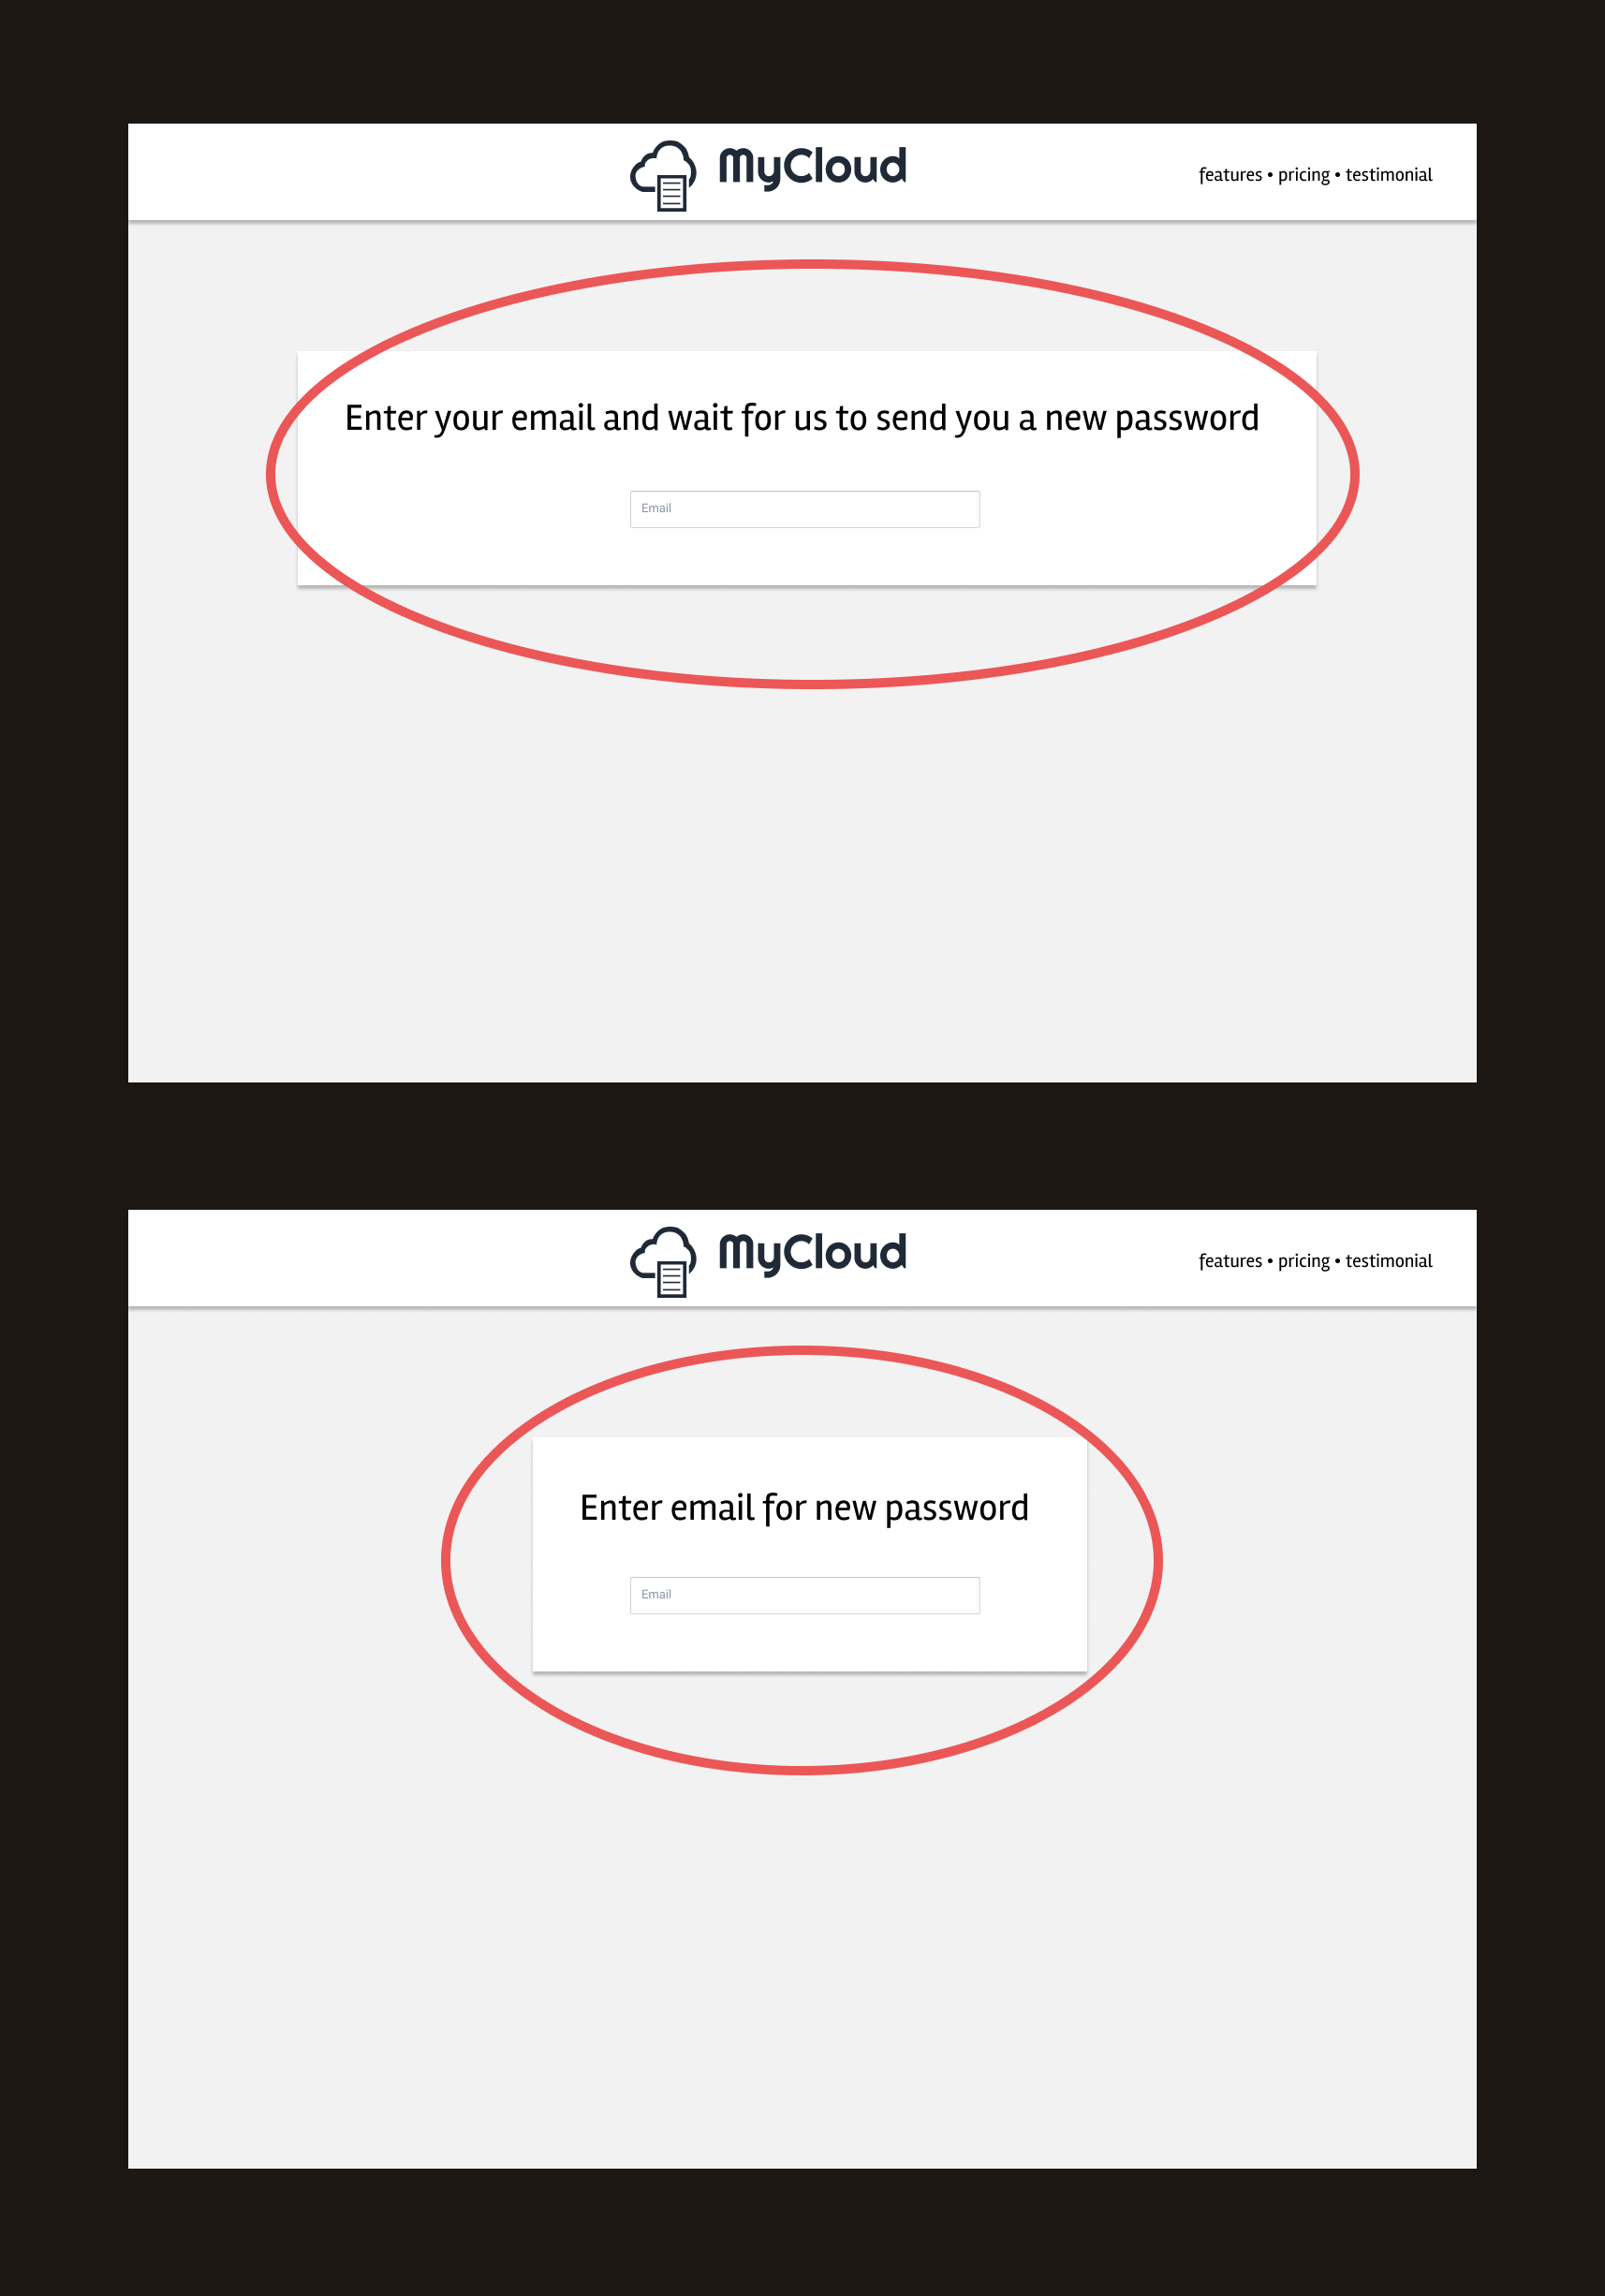 MyCloud
features • pricing • testimonial
Enter your email and wait for us to send you a new password
Email
MyCloud
features • pricing • testimonial
Enter email for new password
Email